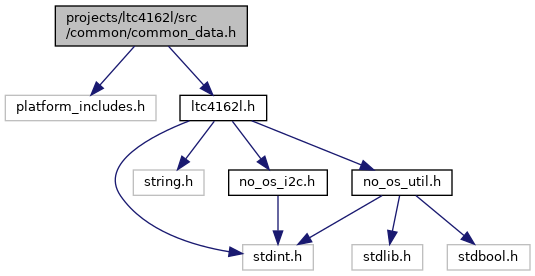 projects/ltc4162l/src
/common/common_data.h
platform_includes.h
ltc4162l.h
string.h
no_os_i2c.h
no_os_util.h
stdint.h
stdlib.h
stdbool.h